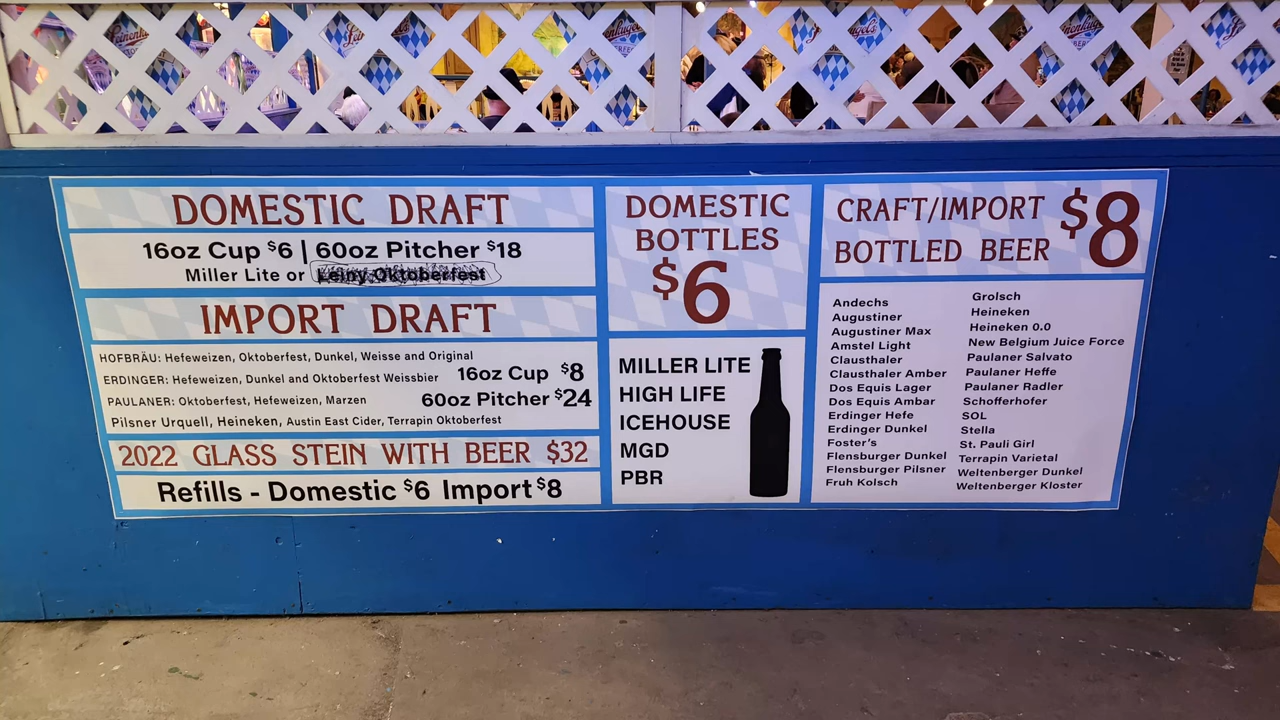 DOMESTIC DRAFT
16oz Cup $6 | 60oz Pitcher $18
Miller Lite or Leiny Oktoberfest
IMPORT DRAFT
HOFBRÄU: Hefeweizen, Oktoberfest, Dunkel, Weisse and Original
ERDINGER: Hefeweizen, Dunkel and Oktoberfest Weissbier
16oz Cup $8
PAULANER: Oktoberfest, Hefeweizen, Marzen
60oz Pitcher $24
Pilsner Urquell, Heineken, Austin East Cider, Terrapin Oktoberfest
2022 GLASS STEIN WITH BEER $32
Refills - Domestic $6 Import $8
DOMESTIC
BOTTLES
$6
MILLER LITE
HIGH LIFE
ICEHOUSE
MGD
PBR
CRAFT/IMPORT
BOTTLED BEER
$8
Andechs
Augustiner
Augustiner Max
Amstel Light
Clausthaler
Clausthaler Amber
Dos Equis Lager
Dos Equis Ambar
Erdinger Hefe
Erdinger Dunkel
Foster's
Flensburger Dunkel
Flensburger Pilsner
Fruh Kolsch
Grolsch
Heineken
Heineken 0.0
New Belgium Juice Force
Paulaner Salvato
Paulaner Heffe
Paulaner Radler
Schofferhofer
SOL
Stella
St. Pauli Girl
Terrapin Varietal
Weltenberger Dunkel
Weltenberger Kloster